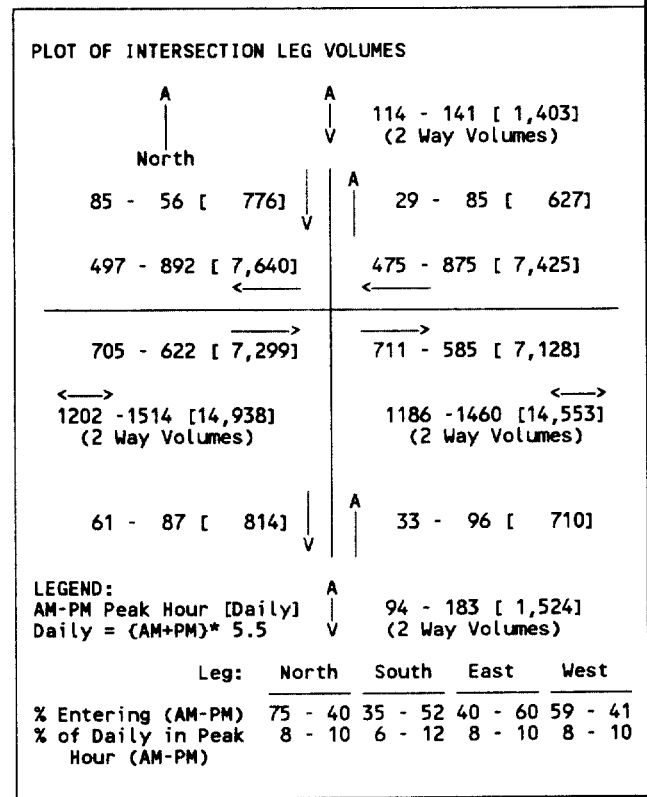 PLOT OF INTERSECTION LEG VOLUMES
A A
114 - 141 [ 1,403]
V (2 Way Volumes)
North
A
85 - 56 [ 776] 29 - 85 [ 627]
V
497 - 892 [ 7,640] 475 - 875 [ 7,425]
<---- <----
----> ---->
705 - 622 [ 7,299] 711 - 585 [ 7,128]
<---> <--->
1202 -1514 [14,938] 1186 -1460 [14,553]
(2 Way Volumes) (2 Way Volumes)
A
61 - 87 [ 814] 33 - 96 [ 710]
V
LEGEND: A
AM-PM Peak Hour [Daily] 94 - 183 [ 1,524]
Daily = {AM+PM}* 5.5 V (2 Way Volumes)
Leg: North South East West
% Entering (AM-PM) 75 - 40 35 - 52 40 - 60 59 - 41
% of Daily in Peak 8 - 10 6 - 12 8 - 10 8 - 10
Hour (AM-PM)